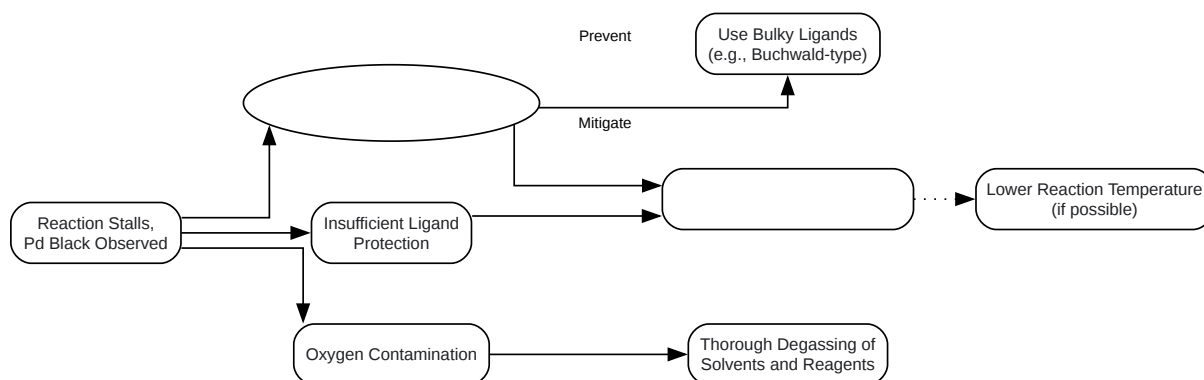 Prevent
Use Bulky Ligands
(e.g., Buchwald-type)
Mitigate
Reaction Stalls,
Pd Black Observed
Insufficient Ligand
Protection
Lower Reaction Temperature
(if possible)
Oxygen Contamination
Thorough Degassing of
Solvents and Reagents